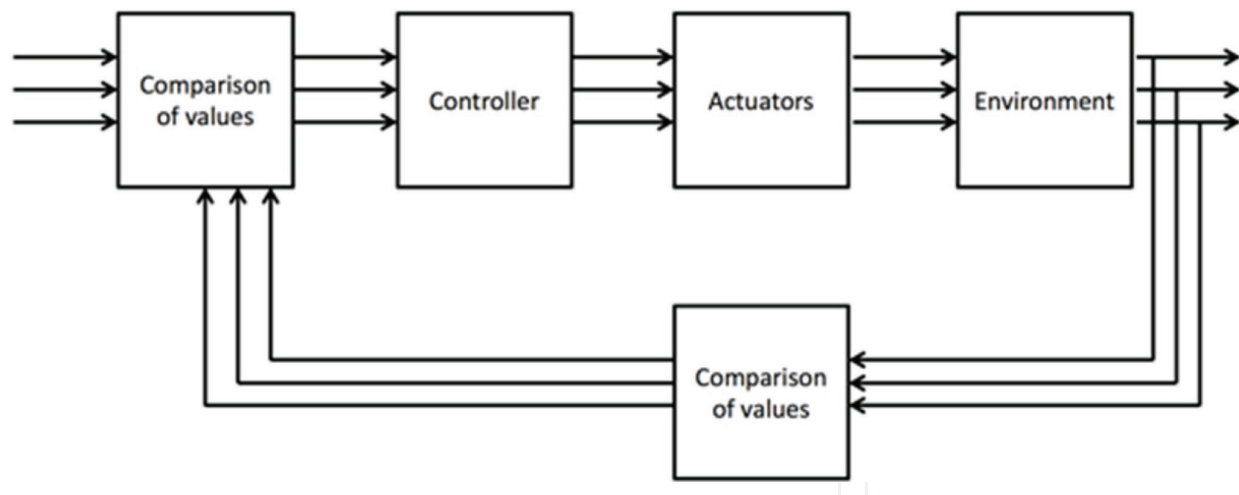 Comparison
of values
Controller
Actuators
Environment
Comparison
of values